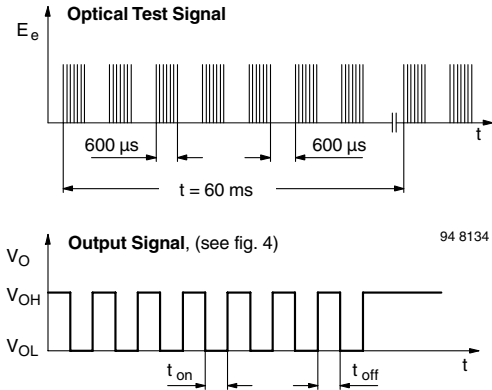 Optical Test Signal
E e
600 µs
600 µs
t
t = 60 ms
94 8134
Output Signal, (see fig. 4)
V O
V OH
V OL
t on
t off
t